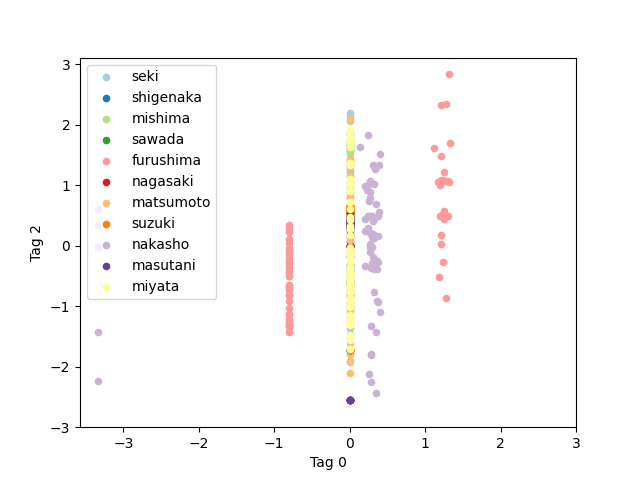 3
2
1
0
−1
−2
−3
Tag 2
seki
shigenaka
mishima
sawada
furushima
nagasaki
matsumoto
suzuki
nakasho
masutani
miyata
−3 −2 −1 0 1 2 3
Tag 0